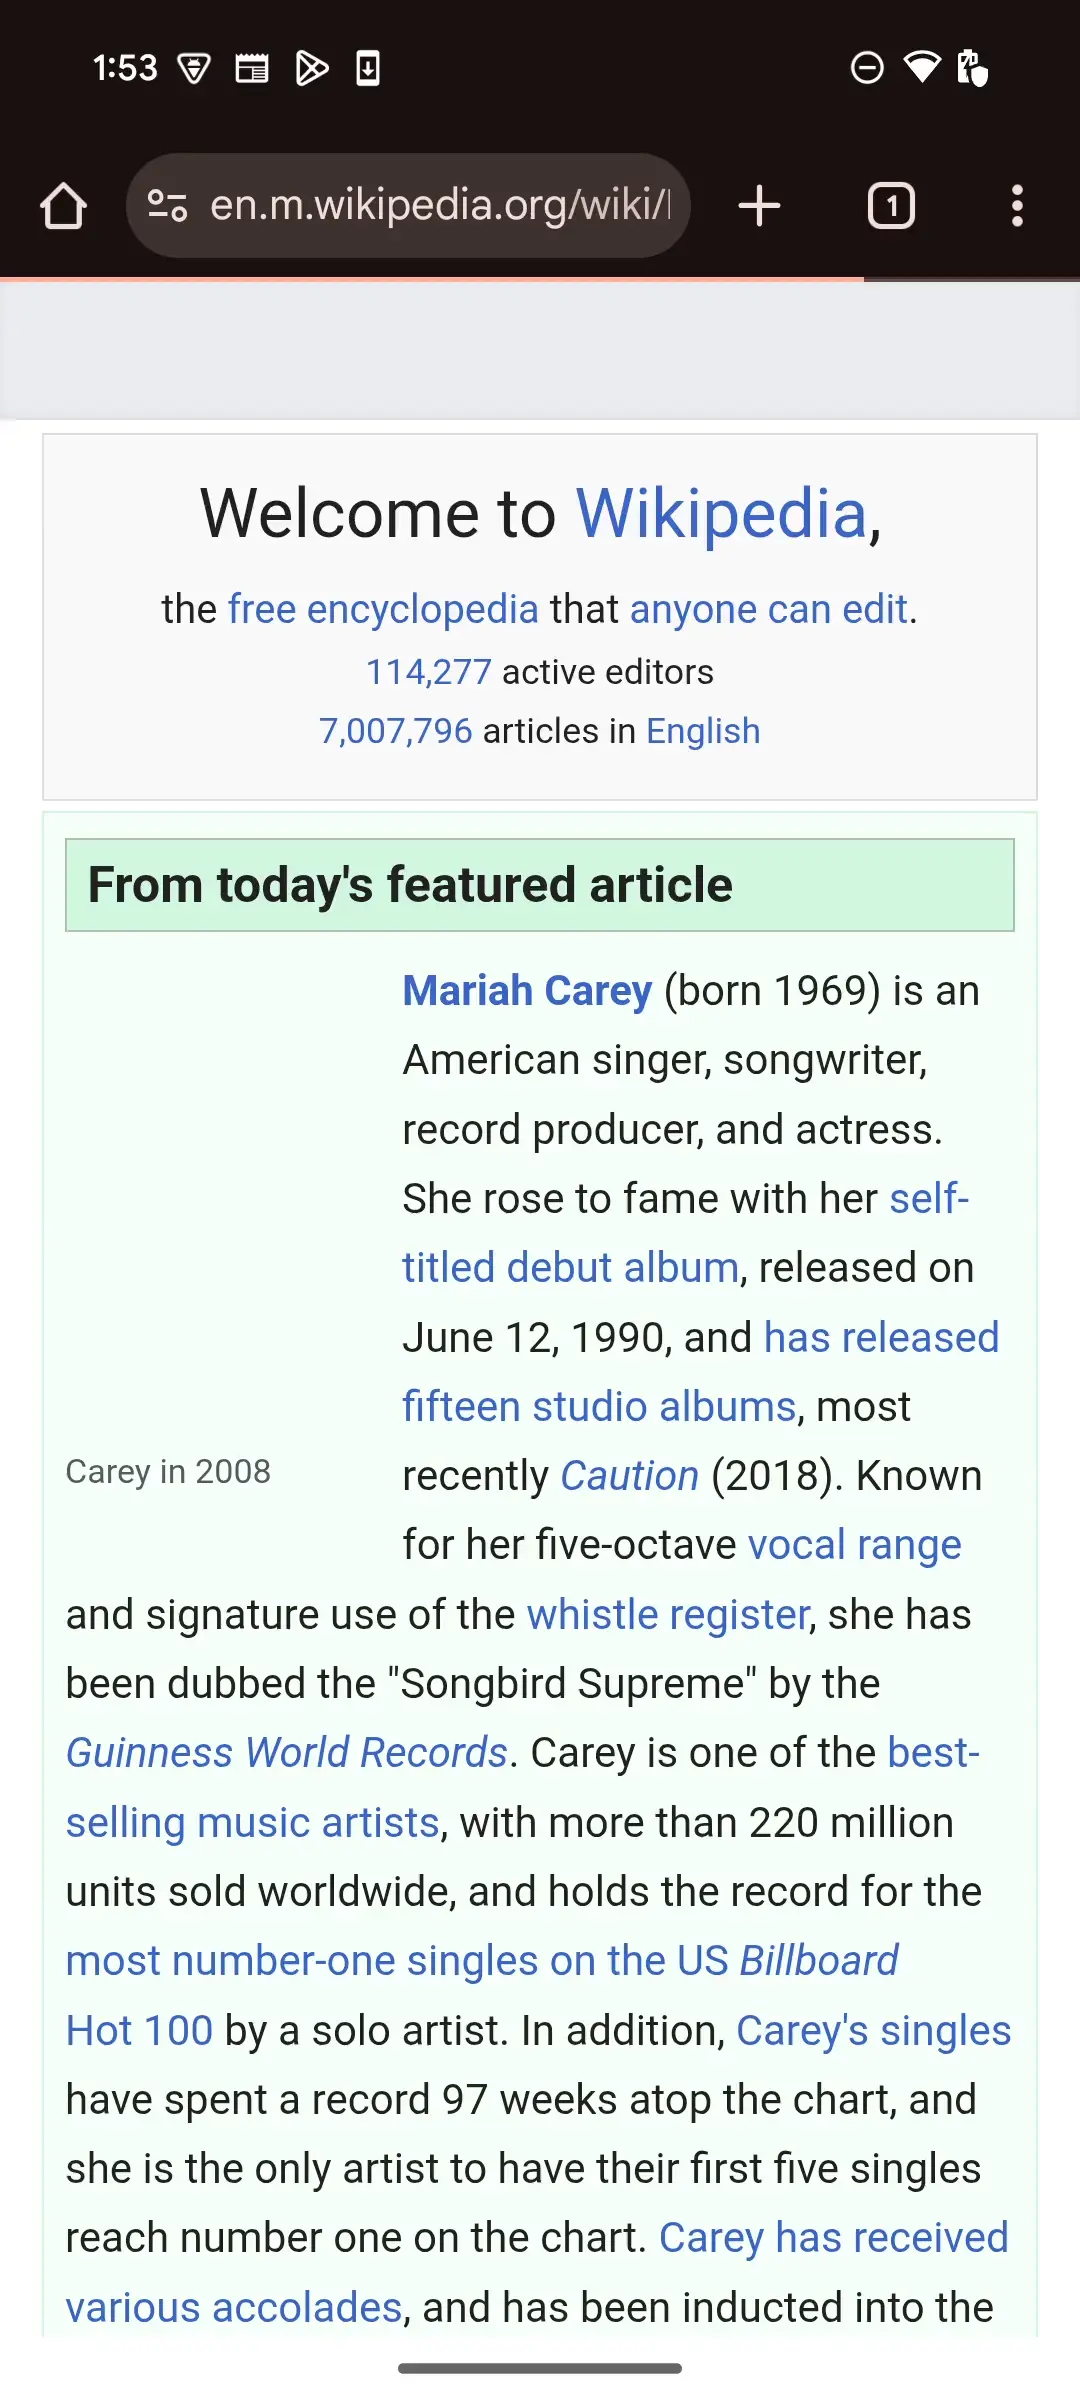 1:53
en.m.wikipedia.org/wiki/
1
Welcome to Wikipedia,
the free encyclopedia that anyone can edit.
114,277 active editors
7,007,796 articles in English
From today's featured article
Mariah Carey (born 1969) is an
American singer, songwriter,
record producer, and actress.
She rose to fame with her self-
titled debut album, released on
June 12, 1990, and has released
fifteen studio albums, most
recently Caution (2018). Known
for her five-octave vocal range
Carey in 2008
and signature use of the whistle register, she has
been dubbed the "Songbird Supreme" by the
Guinness World Records. Carey is one of the best-
selling music artists, with more than 220 million
units sold worldwide, and holds the record for the
most number-one singles on the US Billboard
Hot 100 by a solo artist. In addition, Carey's singles
have spent a record 97 weeks atop the chart, and
she is the only artist to have their first five singles
reach number one on the chart. Carey has received
various accolades, and has been inducted into the